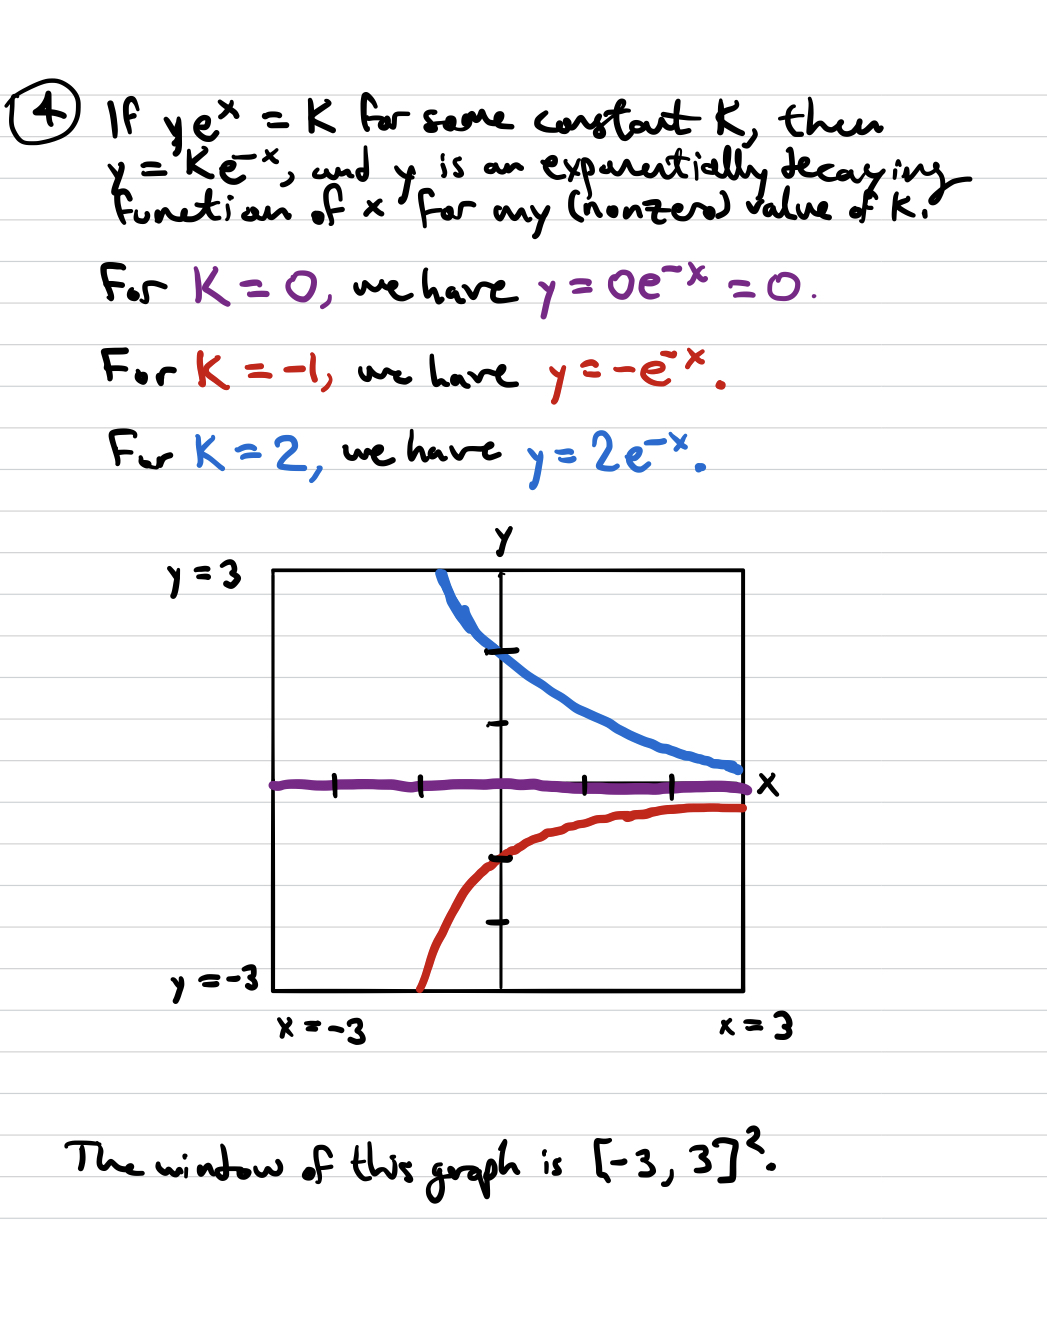 4 If ye^x = K for some constant K, then
y = Ke^-x, and y is an exponentially decaying
function of x for any (nonzero) value of K.
For K = 0, we have y = 0e^-x = 0.
For K = -1, we have y = -e^-x.
For K = 2, we have y = 2e^-x.
y
y = 3
x
y = -3
x = -3 x = 3
The window of this graph is [-3, 3]^2.